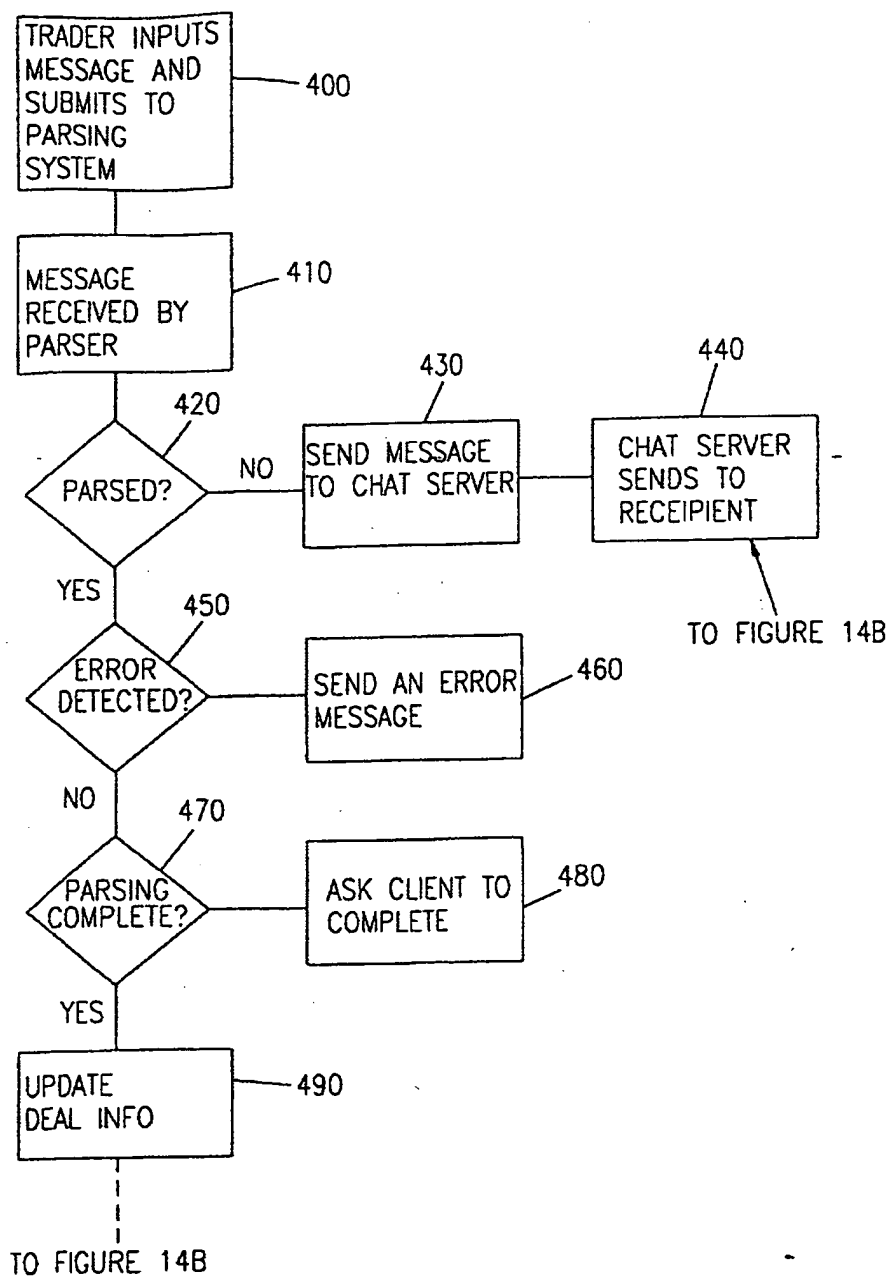 TRADER INPUTS
MESSAGE AND
SUBMITS TO
PARSING
SYSTEM
400
MESSAGE
RECEIVED BY
PARSER
410
420
PARSED?
NO
YES
430
SEND MESSAGE
TO CHAT SERVER
440
CHAT SERVER
SENDS TO
RECEIPIENT
TO FIGURE 14B
450
ERROR
DETECTED?
NO
SEND AN ERROR
MESSAGE
460
470
PARSING
COMPLETE?
YES
ASK CLIENT TO
COMPLETE
480
UPDATE
DEAL INFO
490
TO FIGURE 14B